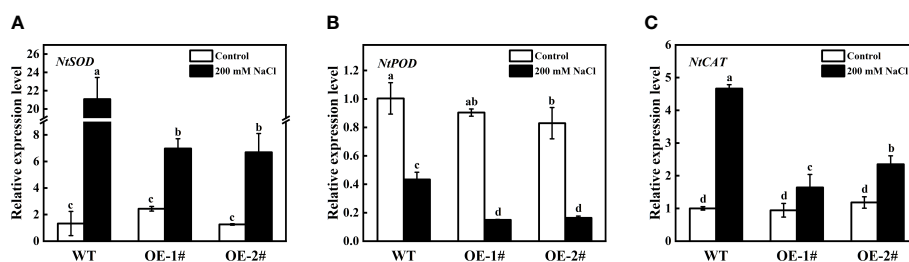 A
Relative expression level
26
24
22
20
8
6
4
2
0
NtSOD
Control
200 mM NaCl
c
a
c
b
c
b
WT
OE-1#
OE-2#
B
Relative expression level
1.2
1.0
0.8
0.6
0.4
0.2
0.0
NtPOD
Control
200 mM NaCl
a
c
ab
d
b
d
WT
OE-1#
OE-2#
C
Relative expression level
6
5
4
3
2
1
0
NtCAT
Control
200 mM NaCl
d
a
d
c
d
b
WT
OE-1#
OE-2#